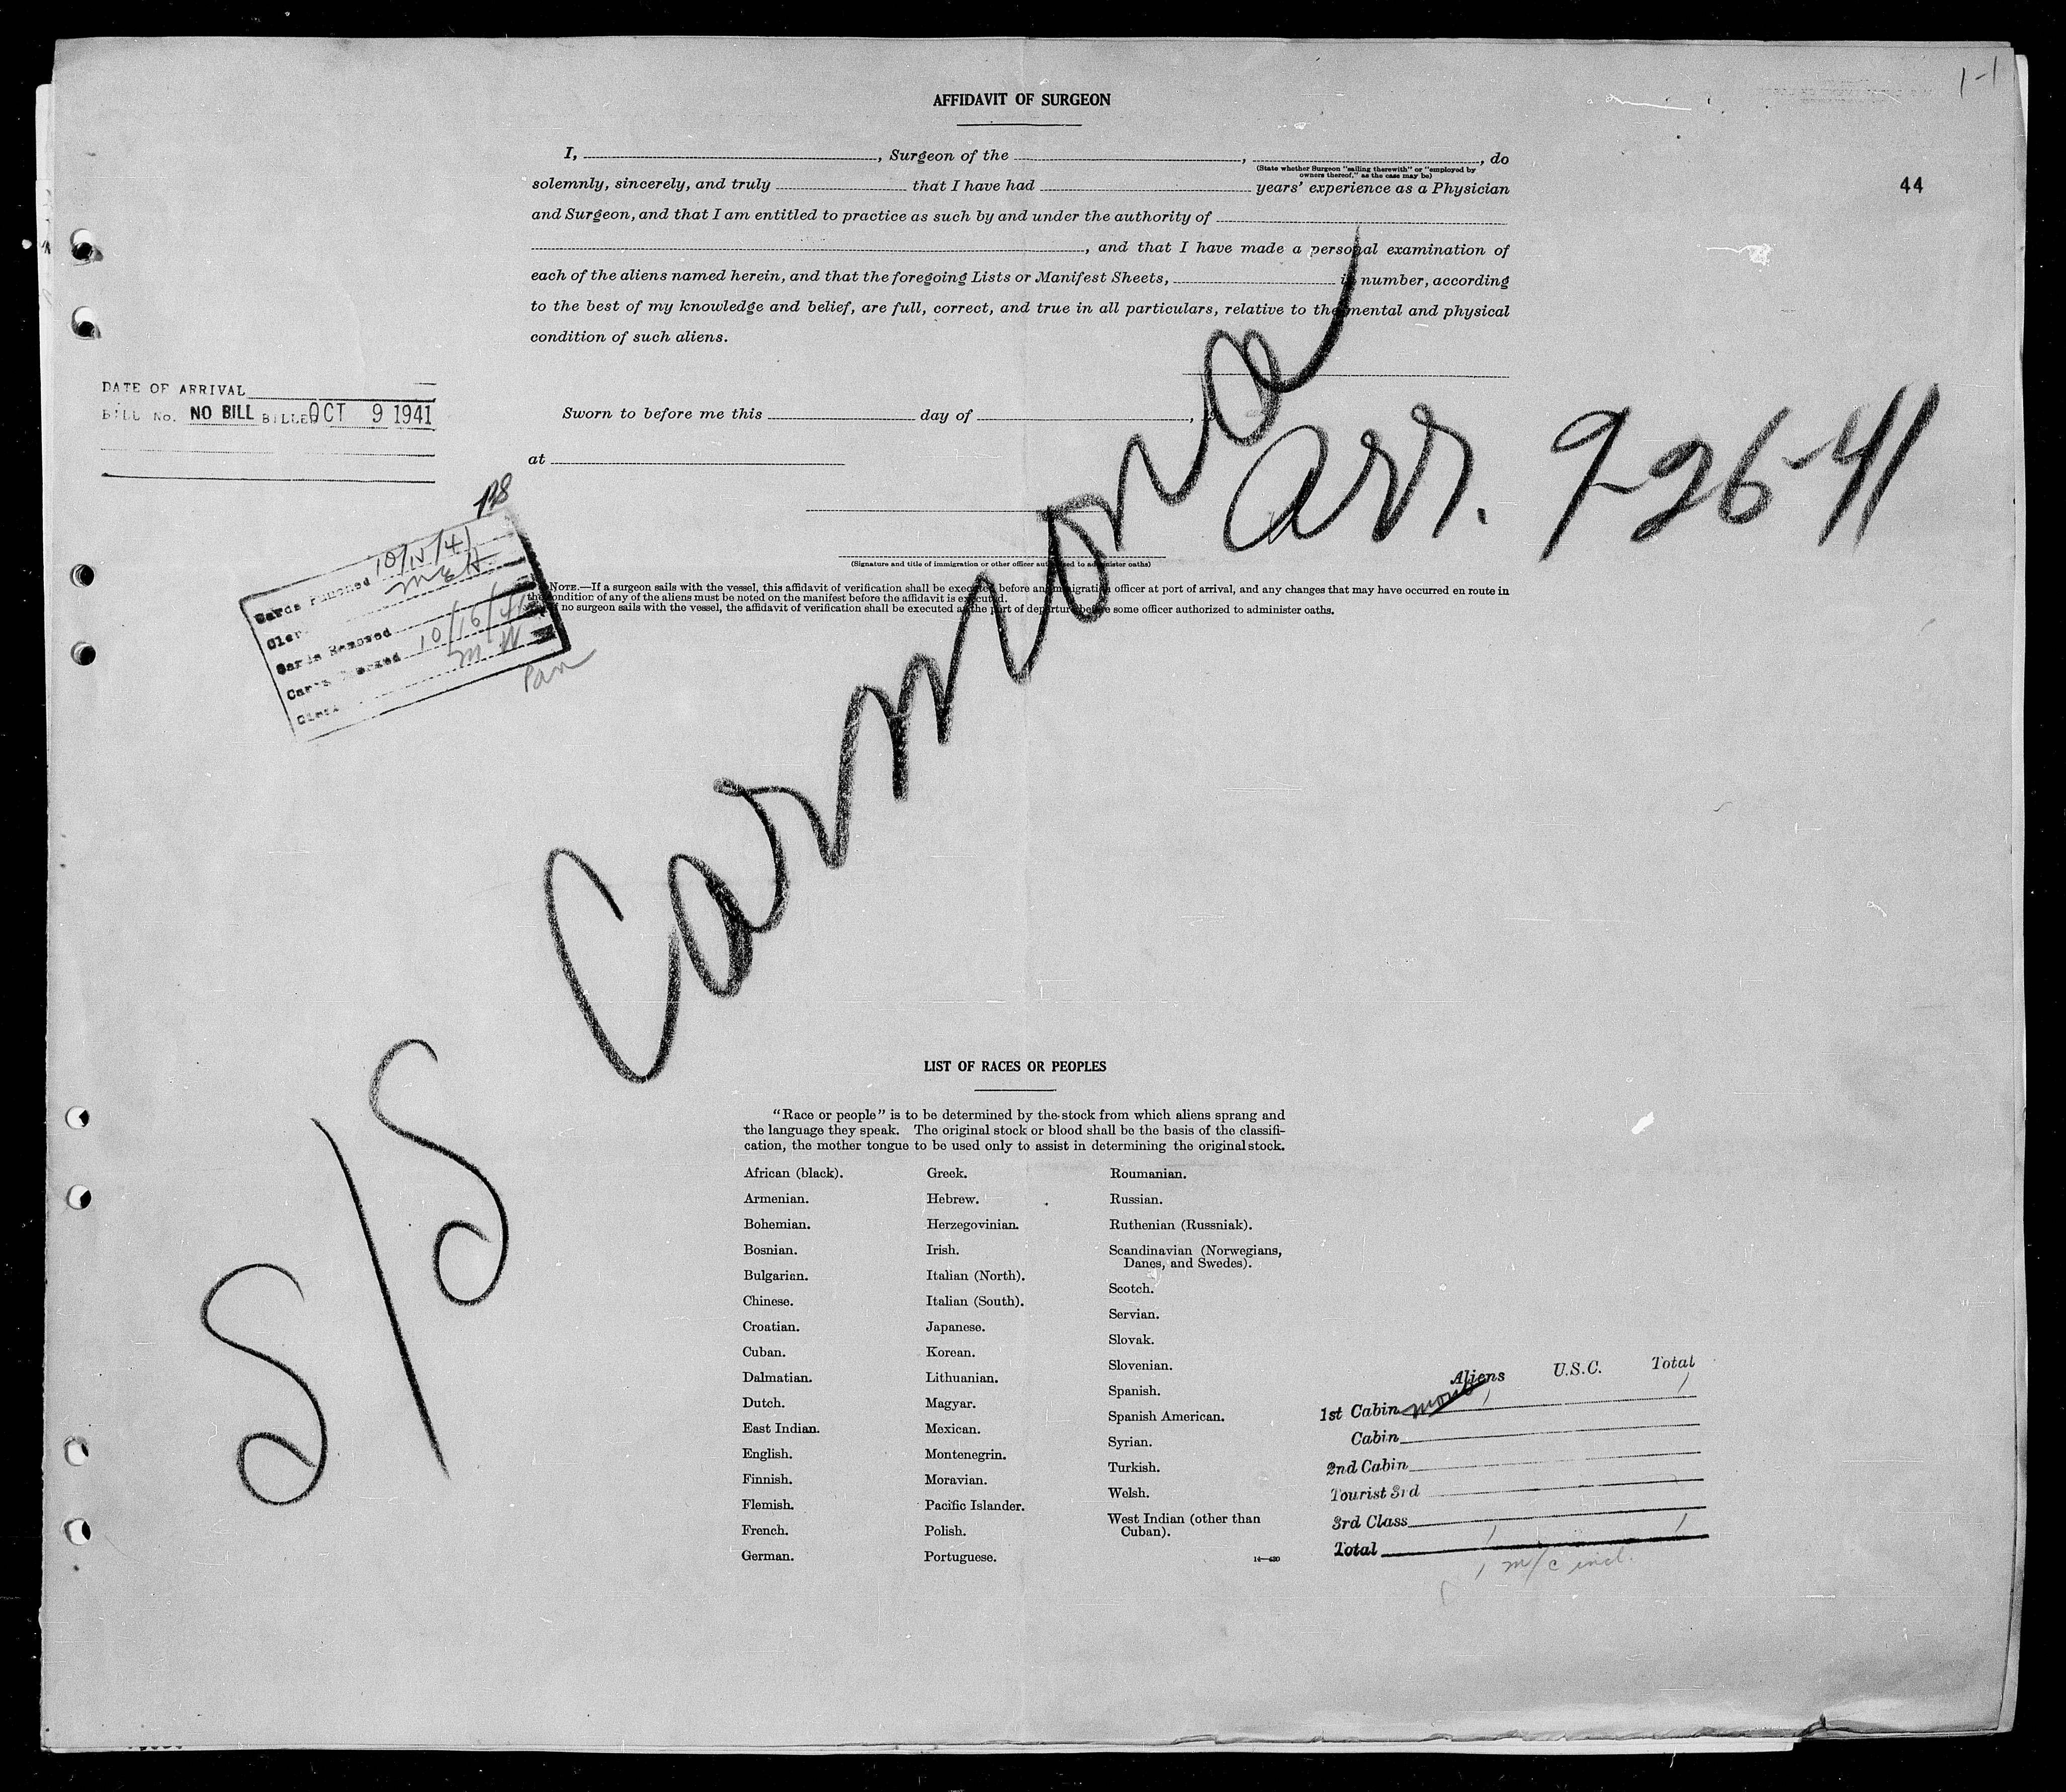 1-1
AFFIDAVIT OF SURGEON
44
I, , Surgeon of the , , do
(State whether Surgeon "sailing therewith" or "employed by
owners thereof," as the case may be)
solemnly, sincerely, and truly that I have had years' experience as a Physician
and Surgeon, and that I am entitled to practice as such by and under the authority of
, and that I have made a personal examination of
each of the aliens named herein, and that the foregoing Lists or Manifest Sheets, in number, according
to the best of my knowledge and belief, are full, correct, and true in all particulars, relative to the mental and physical
condition of such aliens.
DATE OF ARRIVAL
BILL No. NO BILL BILLED OCT 9 1941
Sworn to before me this day of ,
at
(Signature and title of immigration or other officer authorized to administer oaths)
NOTE.—If a surgeon sails with the vessel, this affidavit of verification shall be executed before an immigration officer at port of arrival, and any changes that may have occurred en route in
the condition of any of the aliens must be noted on the manifest before the affidavit is executed.
If no surgeon sails with the vessel, the affidavit of verification shall be executed at the port of departure before some officer authorized to administer oaths.
Cards Punched
Clerk
Cards Removed 10/16/41
Cards
Clerk
S/S Carmona
arr. 9-26-41
LIST OF RACES OR PEOPLES
"Race or people" is to be determined by the stock from which aliens sprang and
the language they speak. The original stock or blood shall be the basis of the classifi-
cation, the mother tongue to be used only to assist in determining the original stock.
African (black).
Armenian.
Bohemian.
Bosnian.
Bulgarian.
Chinese.
Croatian.
Cuban.
Dalmatian.
Dutch.
East Indian.
English.
Finnish.
Flemish.
French.
German.
Greek.
Hebrew.
Herzegovinian.
Irish.
Italian (North).
Italian (South).
Japanese.
Korean.
Lithuanian.
Magyar.
Mexican.
Montenegrin.
Moravian.
Pacific Islander.
Polish.
Portuguese.
Roumanian.
Russian.
Ruthenian (Russniak).
Scandinavian (Norwegians,
Danes, and Swedes).
Scotch.
Servian.
Slovak.
Slovenian.
Spanish.
Spanish American.
Syrian.
Turkish.
Welsh.
West Indian (other than
Cuban).
14—420
Aliens U.S.C. Total
1st Cabin 1 1
Cabin
2nd Cabin
Tourist 3rd
3rd Class
Total 1 1
1 m/c incl.